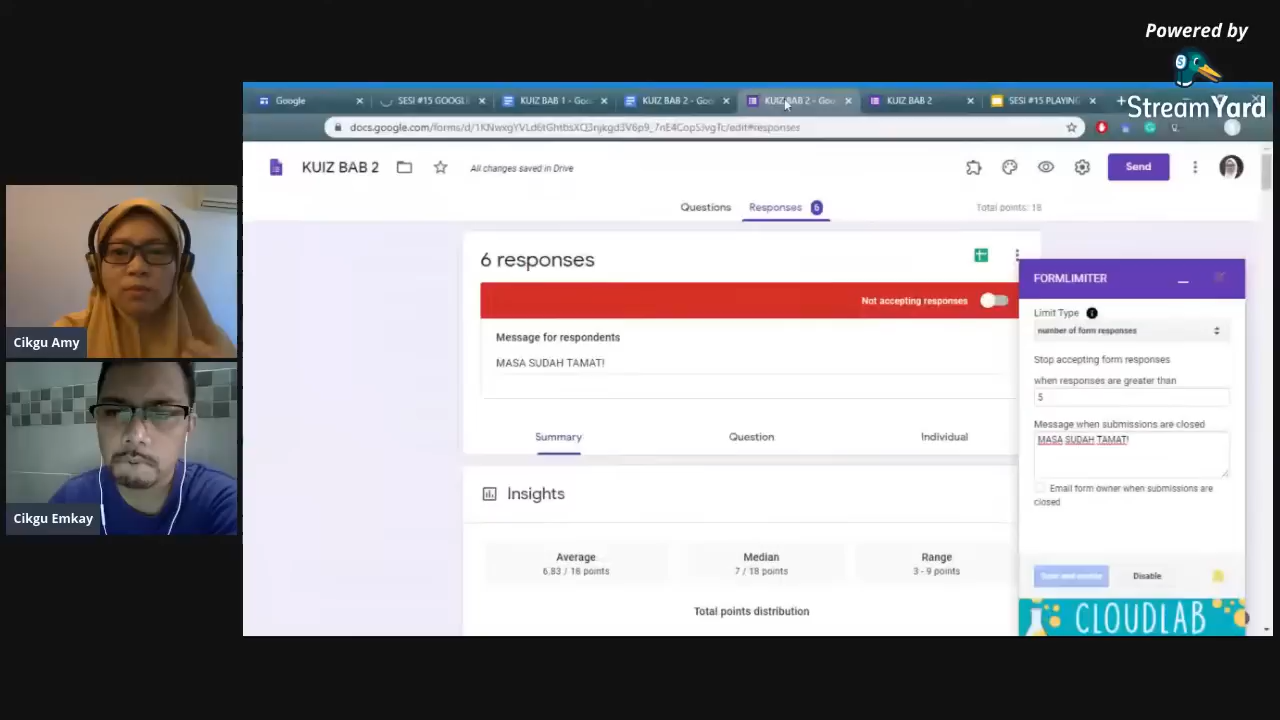 Powered by
StreamYard
Google
SESI #15 GOOGL
KUIZ BAB 1 - Goo
KUIZ BAB 2 - Goo
KUIZ BAB 2 - Goo
KUIZ BAB 2
SESI #15 PLAYING
KUIZ BAB 2
All changes saved in Drive
Send
Questions
Responses
6
Total points: 18
6 responses
Not accepting responses
Message for respondents
MASA SUDAH TAMAT!
Summary
Question
Individual
Insights
Average
6.83 / 18 points
Median
7 / 18 points
Range
3 - 9 points
Total points distribution
FORMLIMITER
Limit Type
number of form responses
Stop accepting form responses
when responses are greater than
5
Message when submissions are closed
MASA SUDAH TAMAT!
Email form owner when submissions are
closed
Disable
CLOUDLAB
Cikgu Amy
Cikgu Emkay